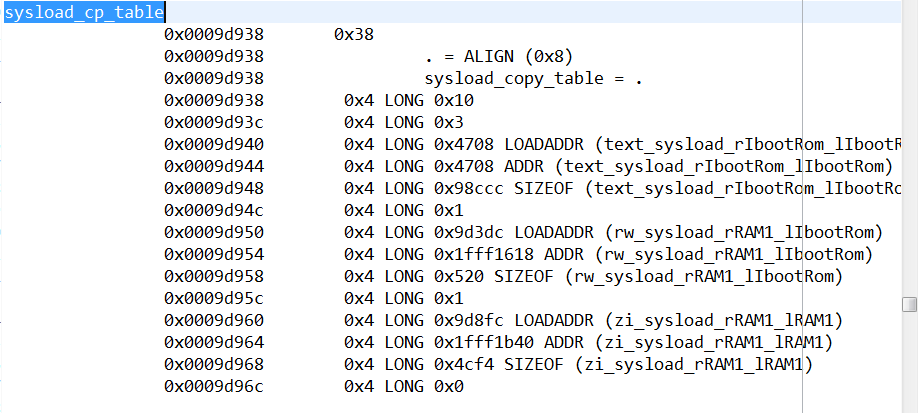 sysload_cp_table
0x0009d938 0x38
0x0009d938 . = ALIGN (0x8)
0x0009d938 sysload_copy_table = .
0x0009d938 0x4 LONG 0x10
0x0009d93c 0x4 LONG 0x3
0x0009d940 0x4 LONG 0x4708 LOADADDR (text_sysload_rIbootRom_lIbootR
0x0009d944 0x4 LONG 0x4708 ADDR (text_sysload_rIbootRom_lIbootRom)
0x0009d948 0x4 LONG 0x98ccc SIZEOF (text_sysload_rIbootRom_lIbootRo
0x0009d94c 0x4 LONG 0x1
0x0009d950 0x4 LONG 0x9d3dc LOADADDR (rw_sysload_rRAM1_lIbootRom)
0x0009d954 0x4 LONG 0x1fff1618 ADDR (rw_sysload_rRAM1_lIbootRom)
0x0009d958 0x4 LONG 0x520 SIZEOF (rw_sysload_rRAM1_lIbootRom)
0x0009d95c 0x4 LONG 0x1
0x0009d960 0x4 LONG 0x9d8fc LOADADDR (zi_sysload_rRAM1_lRAM1)
0x0009d964 0x4 LONG 0x1fff1b40 ADDR (zi_sysload_rRAM1_lRAM1)
0x0009d968 0x4 LONG 0x4cf4 SIZEOF (zi_sysload_rRAM1_lRAM1)
0x0009d96c 0x4 LONG 0x0